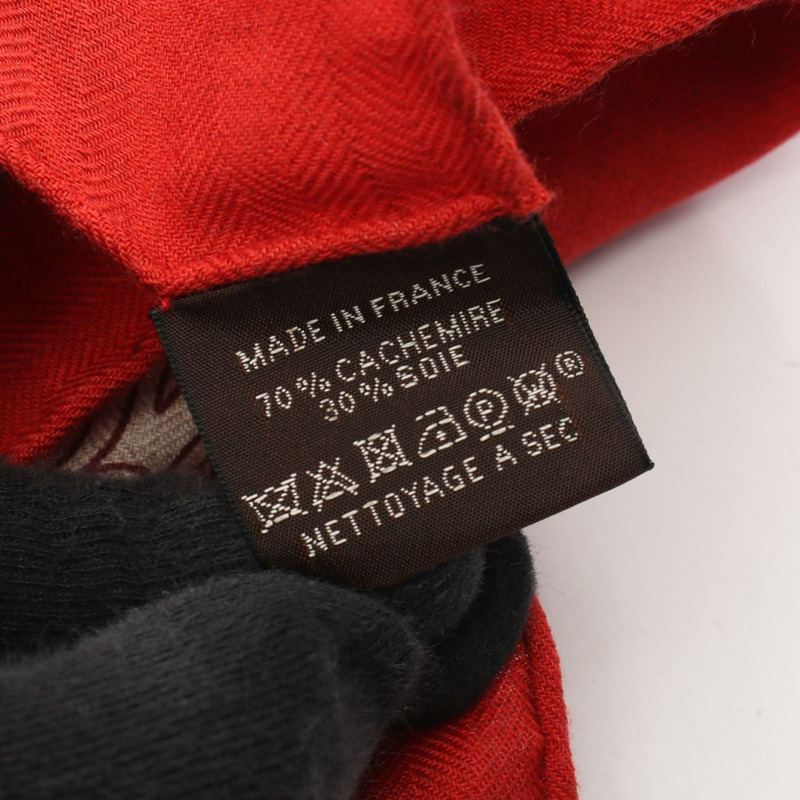 MADE IN FRANCE
70 % CACHEMIRE
30 % SOIE
P W ®
NETTOYAGE A SEC